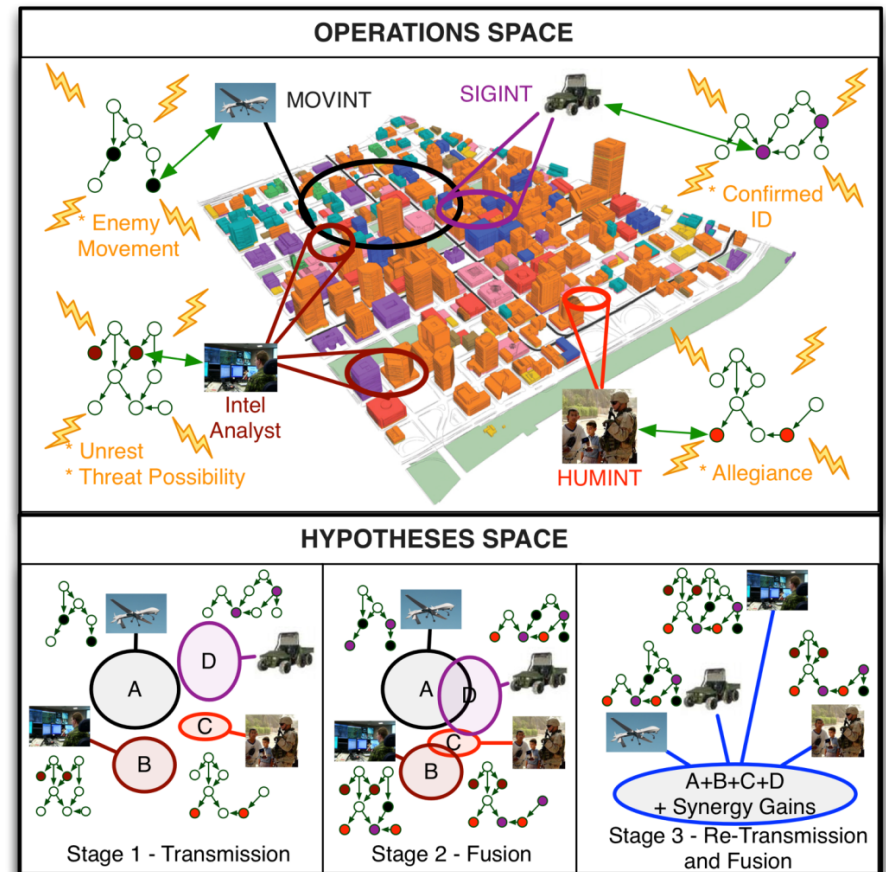 OPERATIONS SPACE
MOVINT
SIGINT
* Enemy
Movement
* Confirmed
ID
Intel
Analyst
* Unrest
* Threat Possibility
HUMINT
* Allegiance
HYPOTHESES SPACE
A
D
C
B
Stage 1 - Transmission
A
D
C
B
Stage 2 - Fusion
A+B+C+D
+ Synergy Gains
Stage 3 - Re-Transmission
and Fusion